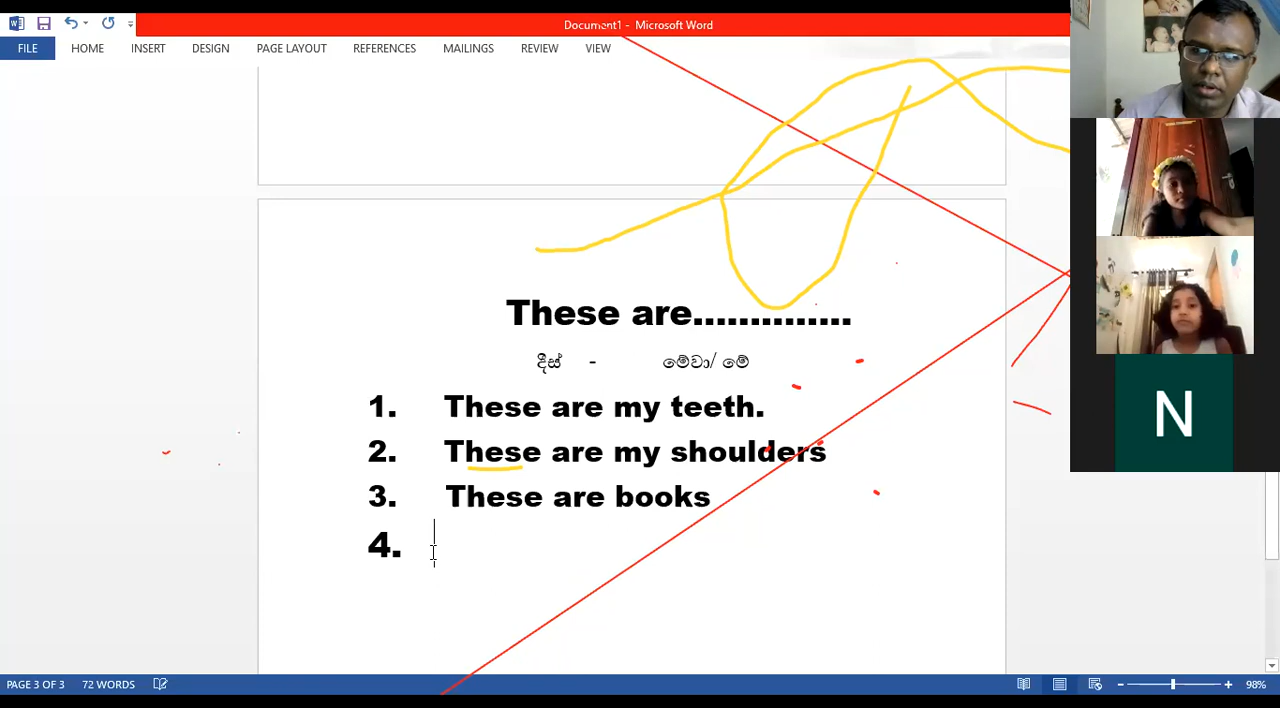 Document1 - Microsoft Word
FILE HOME INSERT DESIGN PAGE LAYOUT REFERENCES MAILINGS REVIEW VIEW
These are..............
දීස් - මේවා/ මේ
1. These are my teeth.
2. These are my shoulders
3. These are books
4.
N
PAGE 3 OF 3 72 WORDS 98%